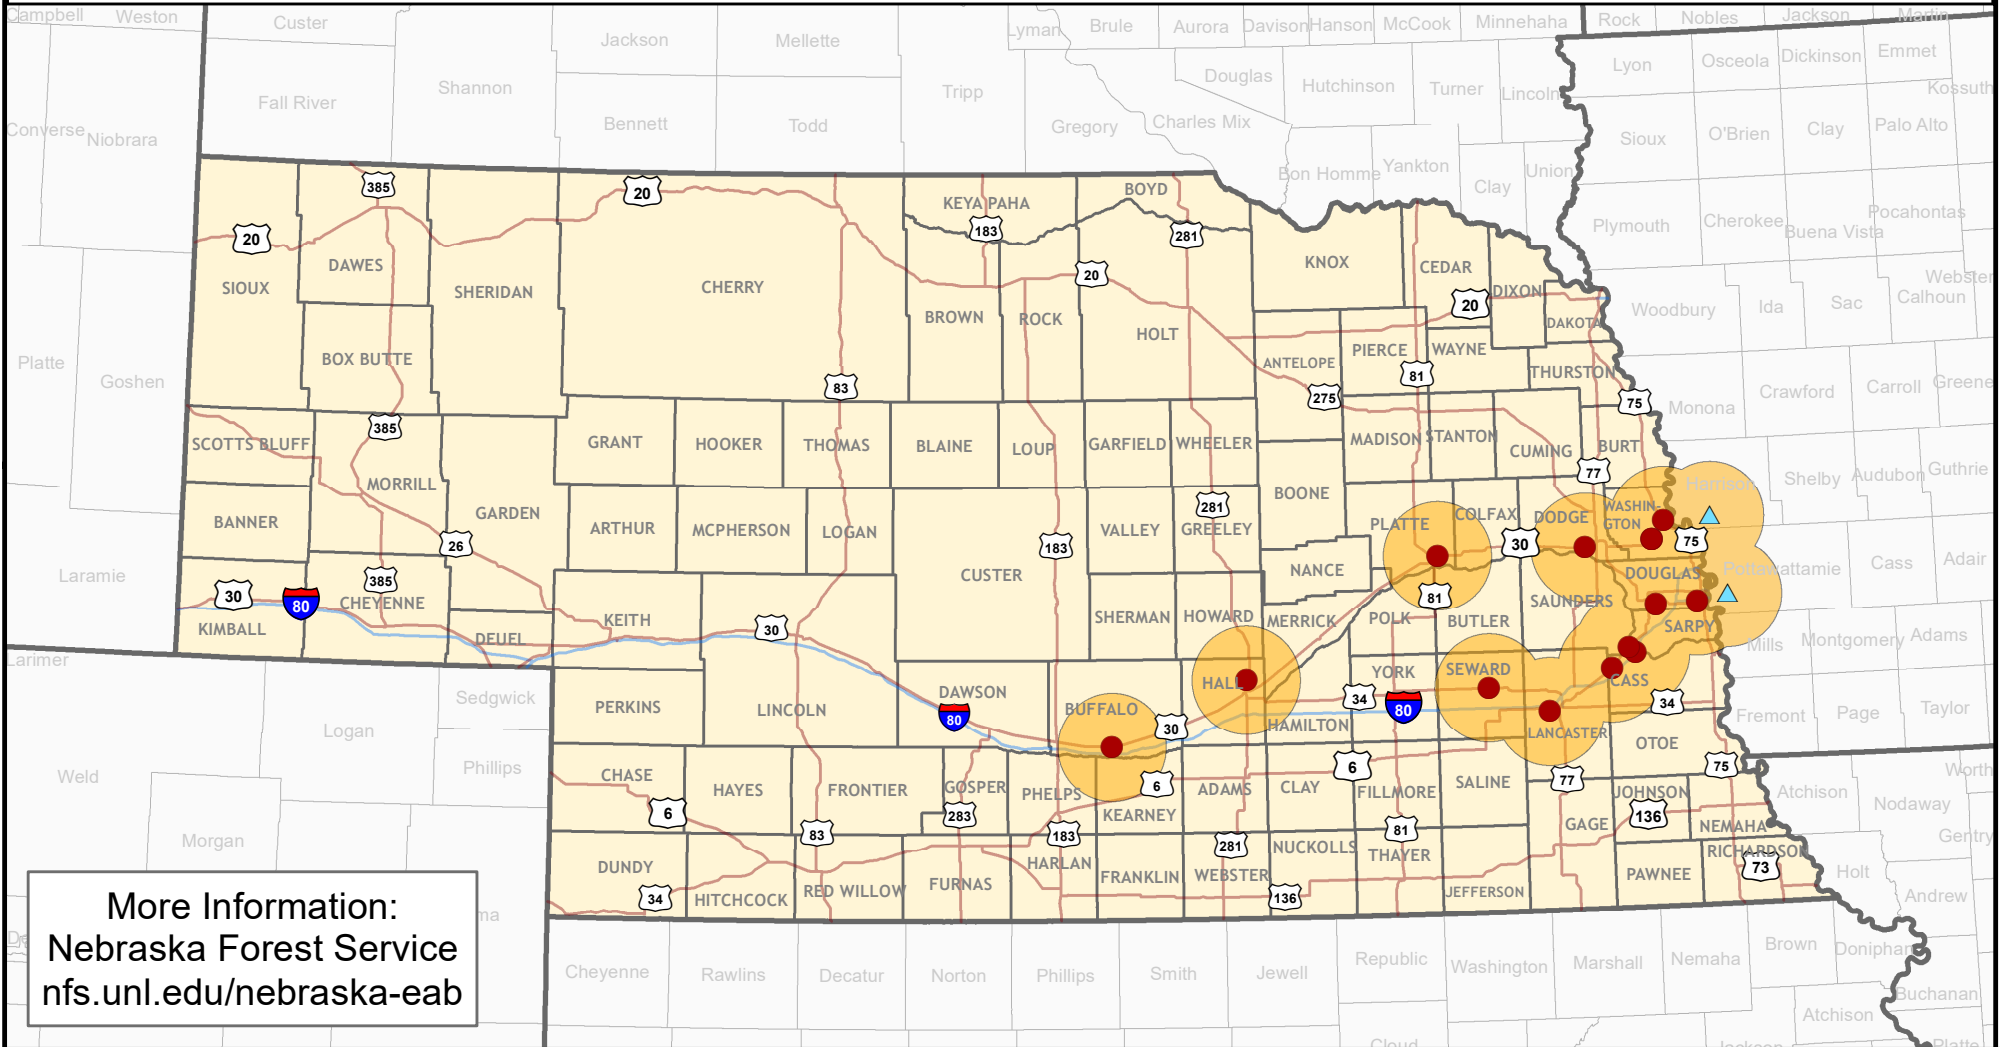 Campbell
Weston
Custer
Jackson
Mellette
Lyman
Brule
Aurora
Davison
Hanson
McCook
Minnehaha
Rock
Nobles
Jackson
Martin
Fall River
Shannon
Bennett
Todd
Tripp
Gregory
Douglas
Charles Mix
Hutchinson
Turner
Lincoln
Lyon
Osceola
Dickinson
Emmet
Kossuth
Converse
Niobrara
Bon Homme
Yankton
Clay
Union
Sioux
O'Brien
Clay
Palo Alto
Plymouth
Cherokee
Buena Vista
Pocahontas
385
20
20
KEYA PAHA
183
BOYD
281
20
SIOUX
DAWES
SHERIDAN
CHERRY
BROWN
ROCK
HOLT
KNOX
CEDAR
20
DIXON
DAKOTA
Woodbury
Ida
Sac
Calhoun
Webster
BOX BUTTE
83
ANTELOPE
PIERCE
WAYNE
81
275
THURSTON
75
Platte
Goshen
Monona
Crawford
Carroll
Greene
SCOTTS BLUFF
385
MORRILL
GRANT
HOOKER
THOMAS
BLAINE
LOUP
GARFIELD
WHEELER
MADISON
STANTON
CUMING
BURT
77
BANNER
GARDEN
26
ARTHUR
MCPHERSON
LOGAN
183
VALLEY
281
GREELEY
BOONE
PLATTE
COLFAX
30
DODGE
WASHIN-
GTON
75
Harrison
Shelby
Audubon
Guthrie
Laramie
30
80
385
CHEYENNE
KIMBALL
DEUEL
KEITH
30
CUSTER
SHERMAN
HOWARD
NANCE
MERRICK
81
POLK
BUTLER
SAUNDERS
DOUGLAS
SARPY
Pottawattamie
Cass
Adair
Mills
Montgomery
Adams
Larimer
Sedgwick
Logan
Phillips
Weld
Morgan
PERKINS
LINCOLN
DAWSON
80
BUFFALO
30
HALL
HAMILTON
YORK
34
80
SEWARD
LANCASTER
CASS
34
OTOE
Fremont
Page
Taylor
CHASE
6
HAYES
FRONTIER
GOSPER
283
PHELPS
KEARNEY
6
ADAMS
CLAY
6
FILLMORE
SALINE
77
75
JOHNSON
136
NEMAHA
GAGE
Atchison
Nodaway
Worth
Gentry
DUNDY
34
HITCHCOCK
83
RED WILLOW
FURNAS
183
HARLAN
FRANKLIN
281
WEBSTER
NUCKOLLS
136
81
THAYER
JEFFERSON
PAWNEE
RICHARDSON
73
Holt
Andrew
More Information:
Nebraska Forest Service
nfs.unl.edu/nebraska-eab
Cheyenne
Rawlins
Decatur
Norton
Phillips
Smith
Jewell
Republic
Washington
Marshall
Nemaha
Brown
Doniphan
Buchanan
Atchison
Cloud
Jackson
Platte